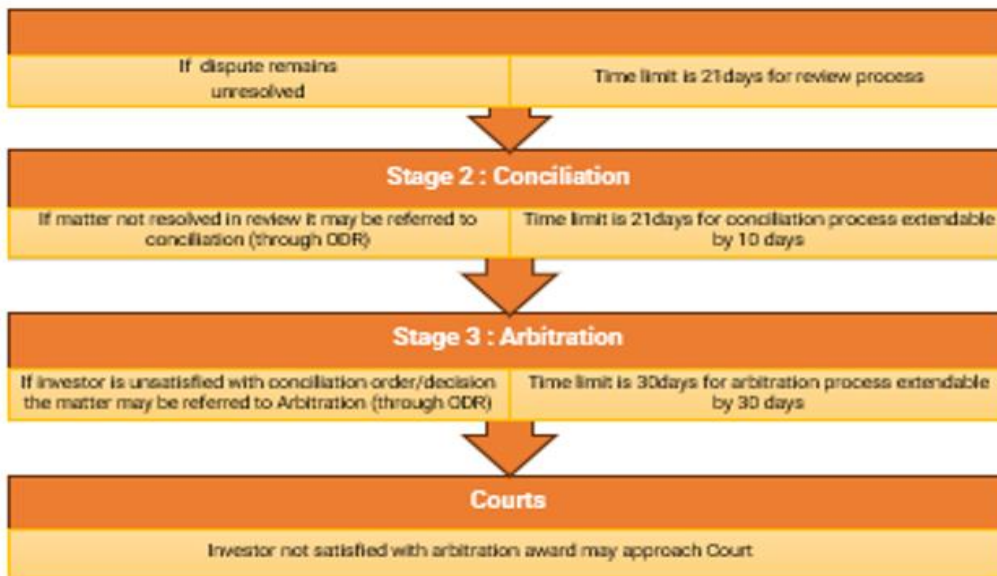 If dispute remains
unresolved
Time limit is 21days for review process
Stage 2 : Conciliation
If matter not resolved in review it may be referred to
conciliation (through ODR)
Time limit is 21days for conciliation process extendable
by 10 days
Stage 3 : Arbitration
If investor is unsatisfied with conciliation order/decision
the matter may be referred to Arbitration (through ODR)
Time limit is 30days for arbitration process extendable
by 30 days
Courts
Investor not satisfied with arbitration award may approach Court